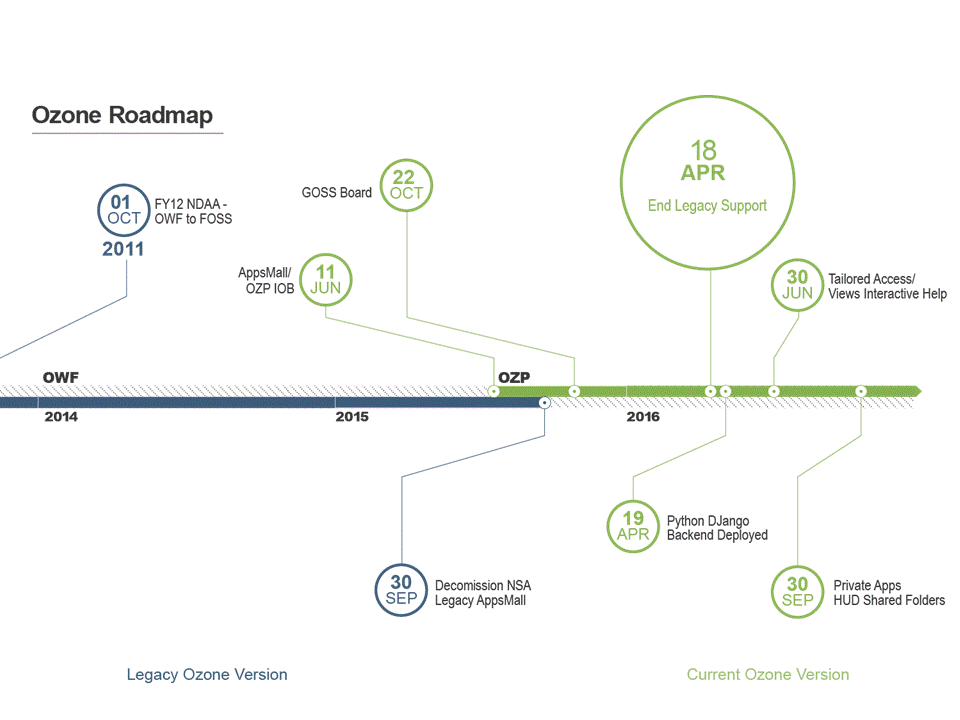 Ozone Roadmap
01
OCT
2011
FY12 NDAA -
OWF to FOSS
GOSS Board
22
OCT
AppsMall/
OZP IOB
11
JUN
18
APR
End Legacy Support
30
JUN
Tailored Access/
Views Interactive Help
OWF
OZP
2014
2015
2016
30
SEP
Decomission NSA
Legacy AppsMall
19
APR
Python DJango
Backend Deployed
30
SEP
Private Apps
HUD Shared Folders
Legacy Ozone Version
Current Ozone Version